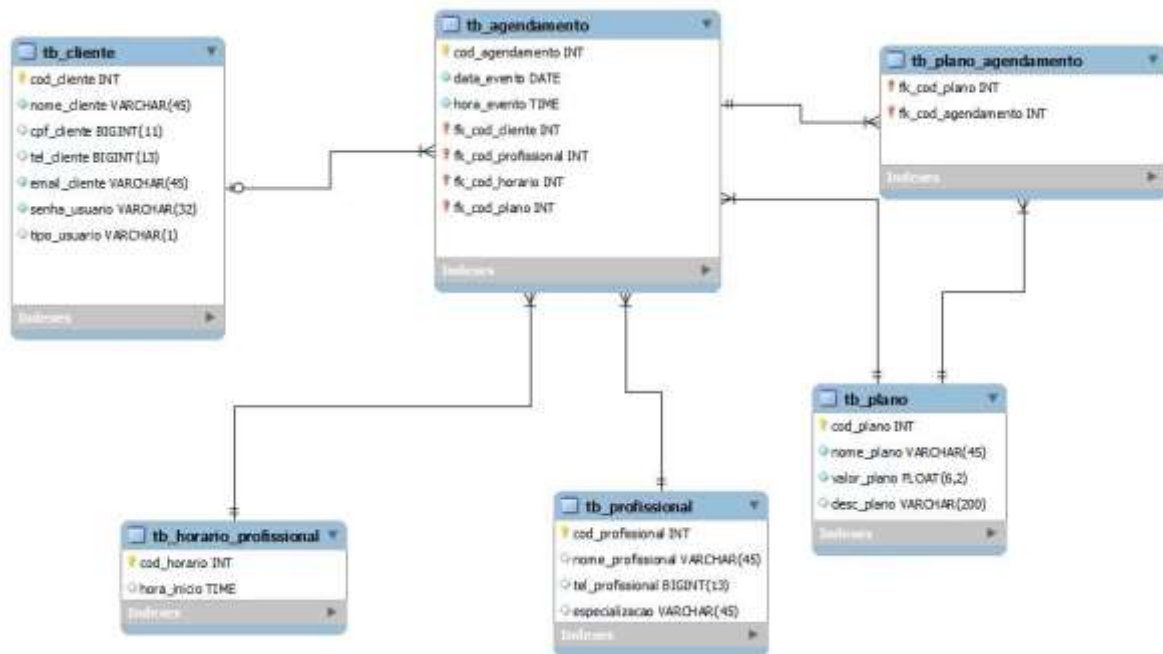 tb_cliente
cod_cliente INT
nome_cliente VARCHAR(45)
cpf_cliente BIGINT(11)
tel_cliente BIGINT(13)
email_cliente VARCHAR(45)
senha_usuario VARCHAR(32)
tipo_usuario VARCHAR(1)
Indexes
tb_agendamento
cod_agendamento INT
data_evento DATE
hora_evento TIME
fk_cod_cliente INT
fk_cod_profissional INT
fk_cod_horario INT
fk_cod_plano INT
Indexes
tb_plano_agendamento
fk_cod_plano INT
fk_cod_agendamento INT
Indexes
tb_horario_profissional
cod_horario INT
hora_inicio TIME
Indexes
tb_profissional
cod_profissional INT
nome_profissional VARCHAR(45)
tel_profissional BIGINT(13)
especializacao VARCHAR(45)
Indexes
tb_plano
cod_plano INT
nome_plano VARCHAR(45)
valor_plano FLOAT(6,2)
desc_plano VARCHAR(200)
Indexes